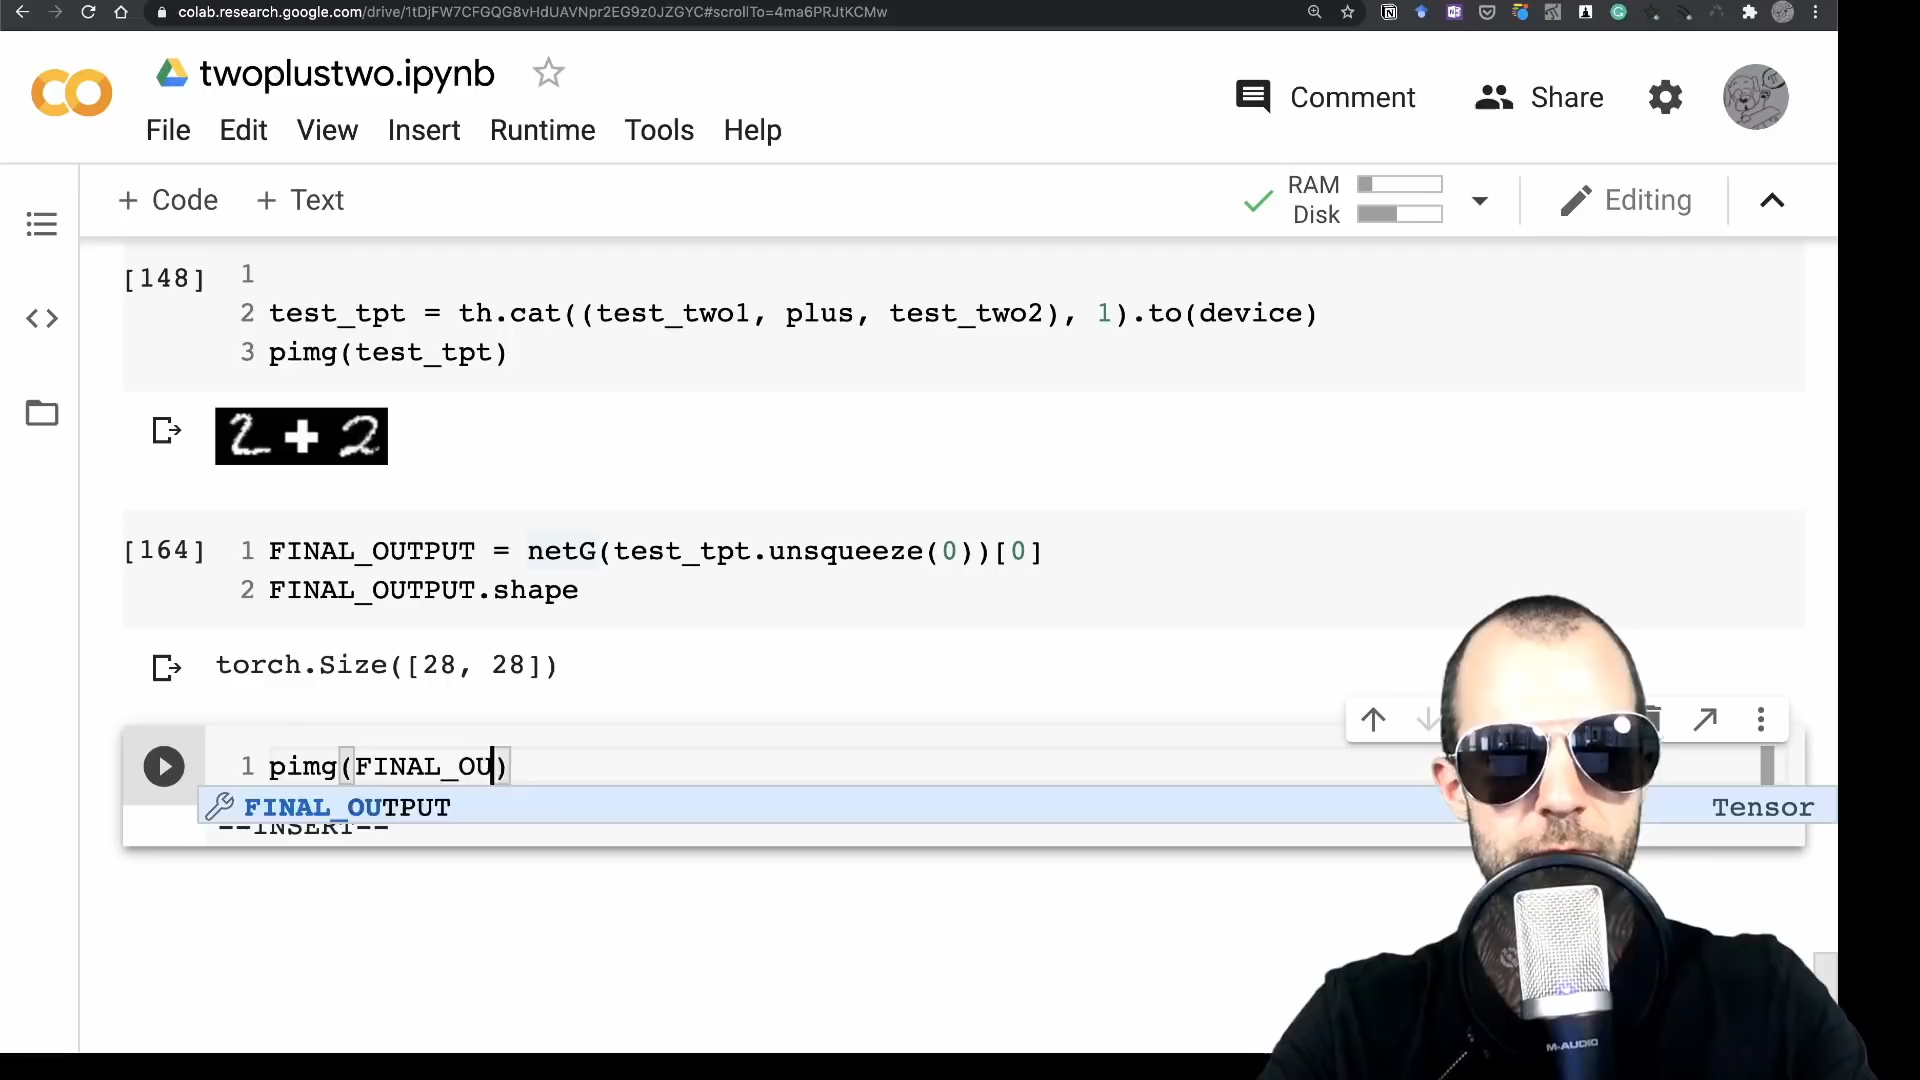 colab.research.google.com/drive/1tDjFW7CFGQG8vHdUAVNpr2EG9z0JZGYC#scrollTo=4ma6PRJtKCMw
twoplustwo.ipynb
Comment
Share
File Edit View Insert Runtime Tools Help
+ Code + Text
RAM
Disk
Editing
[148] 1
2 test_tpt = th.cat((test_two1, plus, test_two2), 1).to(device)
3 pimg(test_tpt)
2 + 2
[164] 1 FINAL_OUTPUT = netG(test_tpt.unsqueeze(0))[0]
2 FINAL_OUTPUT.shape
torch.Size([28, 28])
1 pimg(FINAL_OU)
FINAL_OUTPUT Tensor
--INSERT--
M-AUDIO